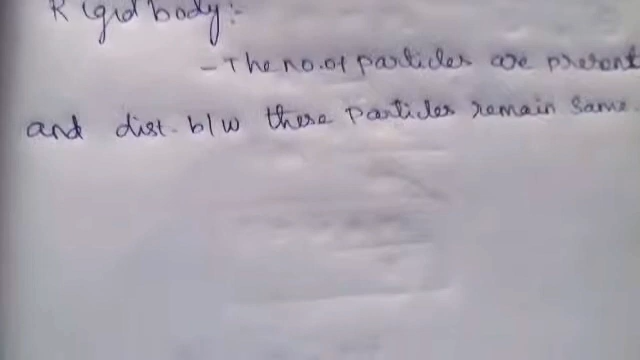 Rigid body :-
- The no. of particles are present
and dist. b/w these particles remain same.